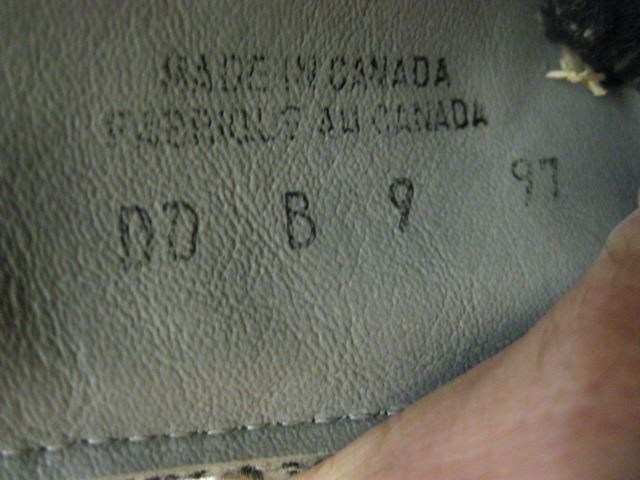 MADE IN CANADA
FABRIQUÉ AU CANADA
DD B 9 97